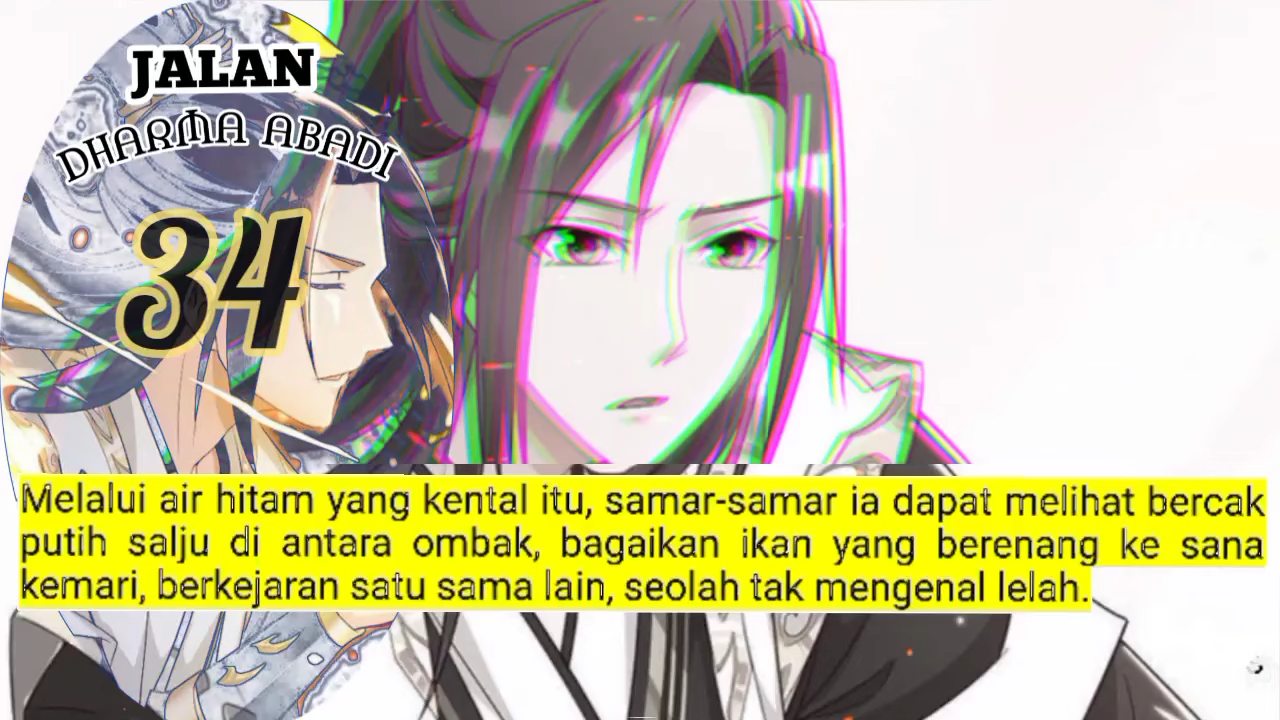 JALAN
DHARMA ABADI
34
Melalui air hitam yang kental itu, samar-samar ia dapat melihat bercak
putih salju di antara ombak, bagaikan ikan yang berenang ke sana
kemari, berkejaran satu sama lain, seolah tak mengenal lelah.